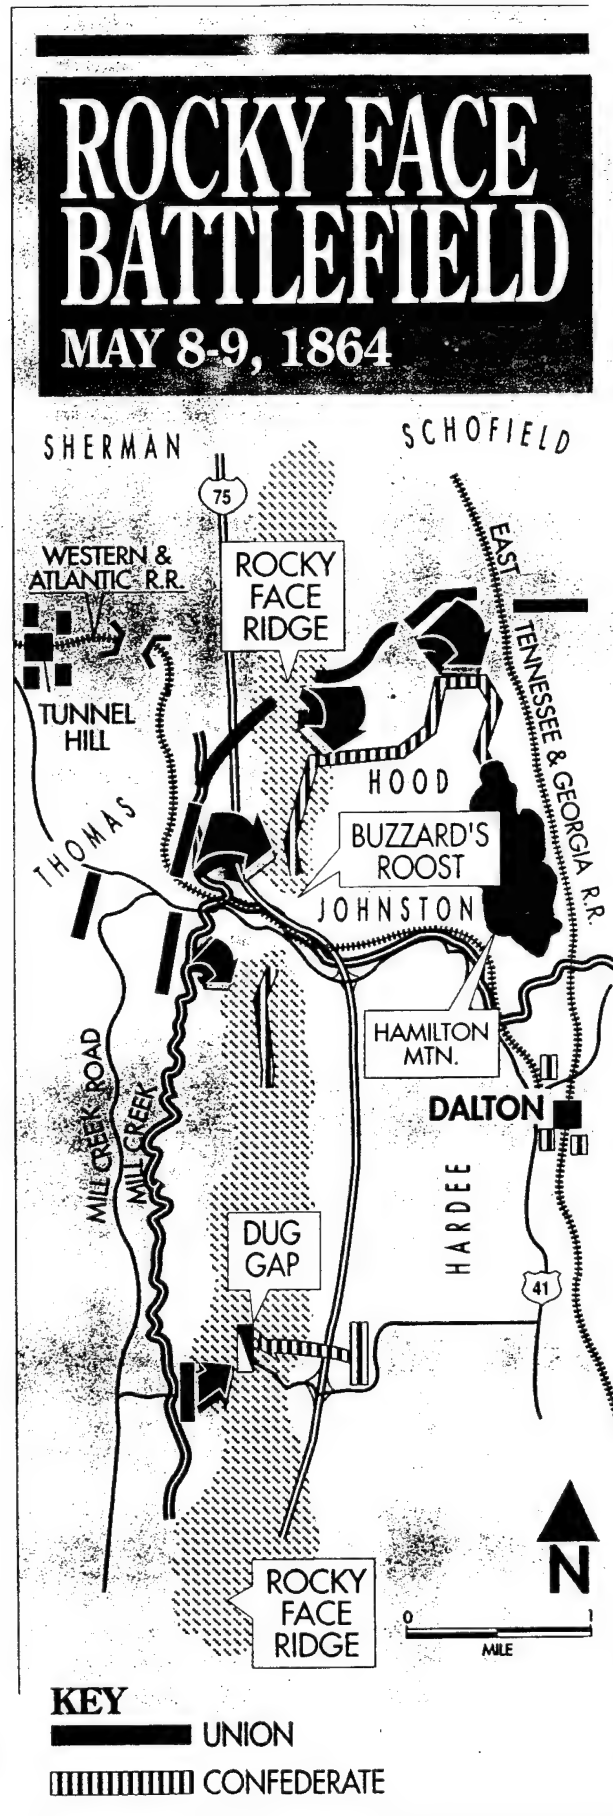 ROCKY FACE
BATTLEFIELD
MAY 8-9, 1864
SHERMAN
SCHOFIELD
75
WESTERN &
ATLANTIC R.R.
ROCKY
FACE
RIDGE
EAST TENNESSEE & GEORGIA R.R.
TUNNEL
HILL
HOOD
THOMAS
BUZZARD'S
ROOST
JOHNSTON
HAMILTON
MTN.
MILL CREEK ROAD
MILL CREEK
DALTON
HARDEE
DUG
GAP
41
N
ROCKY
FACE
RIDGE
0 1
MILE
KEY
UNION
CONFEDERATE